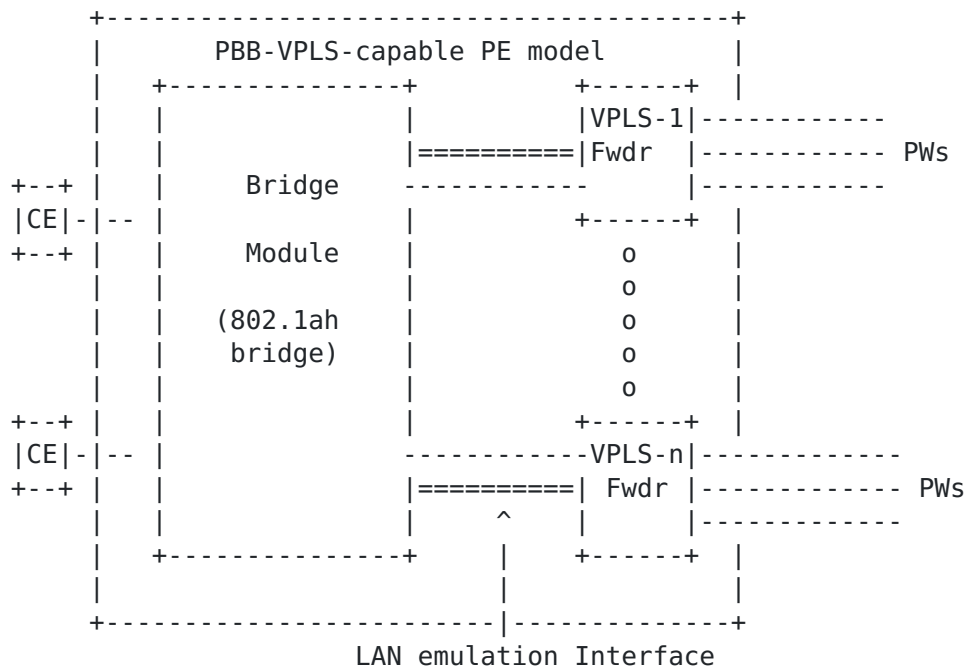 PBB-VPLS-capable PE model
VPLS-1
Fwdr PWs
Bridge
CE
Module
(802.1ah
bridge)
CE VPLS-n
Fwdr PWs
LAN emulation Interface